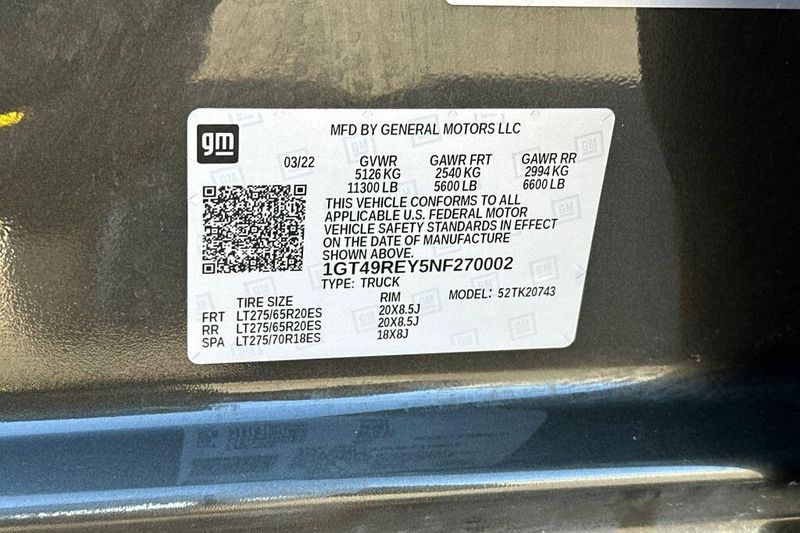 gm
MFD BY GENERAL MOTORS LLC
03/22 GVWR GAWR FRT GAWR RR
5126 KG 2540 KG 2994 KG
11300 LB 5600 LB 6600 LB
THIS VEHICLE CONFORMS TO ALL
APPLICABLE U.S. FEDERAL MOTOR
VEHICLE SAFETY STANDARDS IN EFFECT
ON THE DATE OF MANUFACTURE
SHOWN ABOVE.
1GT49REY5NF270002
TYPE: TRUCK
MODEL: 52TK20743
TIRE SIZE RIM
FRT LT275/65R20ES 20X8.5J
RR LT275/65R20ES 20X8.5J
SPA LT275/70R18ES 18X8J